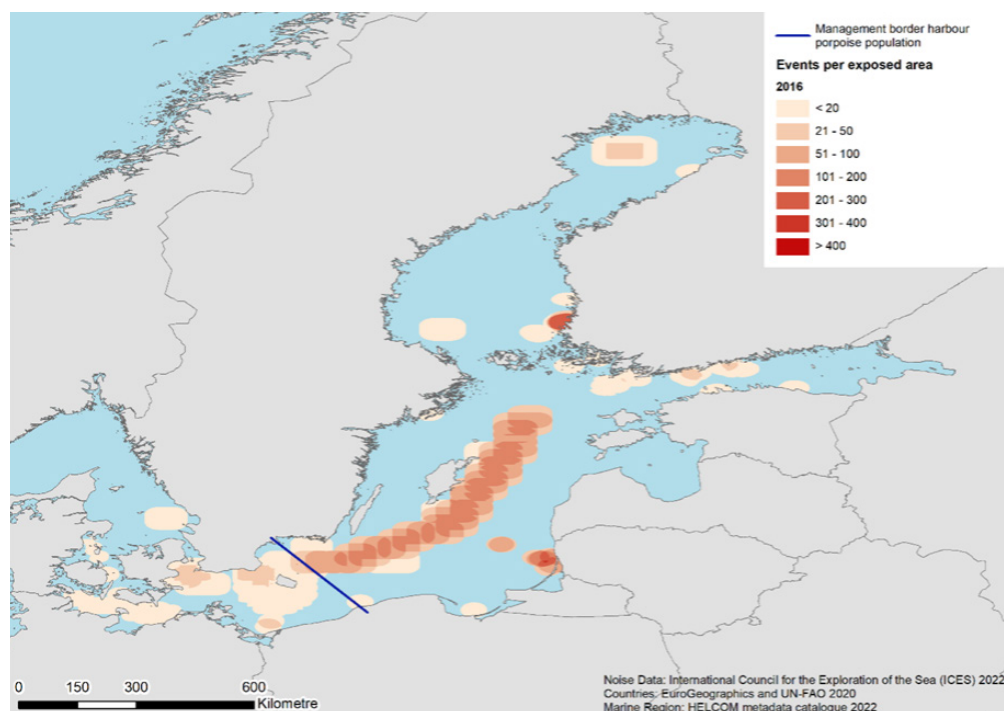 Management border harbour
porpoise population
Events per exposed area
2016
< 20
21 - 50
51 - 100
101 - 200
201 - 300
301 - 400
> 400
0 150 300 600
Kilometre
Noise Data: International Council for the Exploration of the Sea (ICES) 2022
Countries: EuroGeographics and UN-FAO 2020
Marine Region: HELCOM metadata catalogue 2022